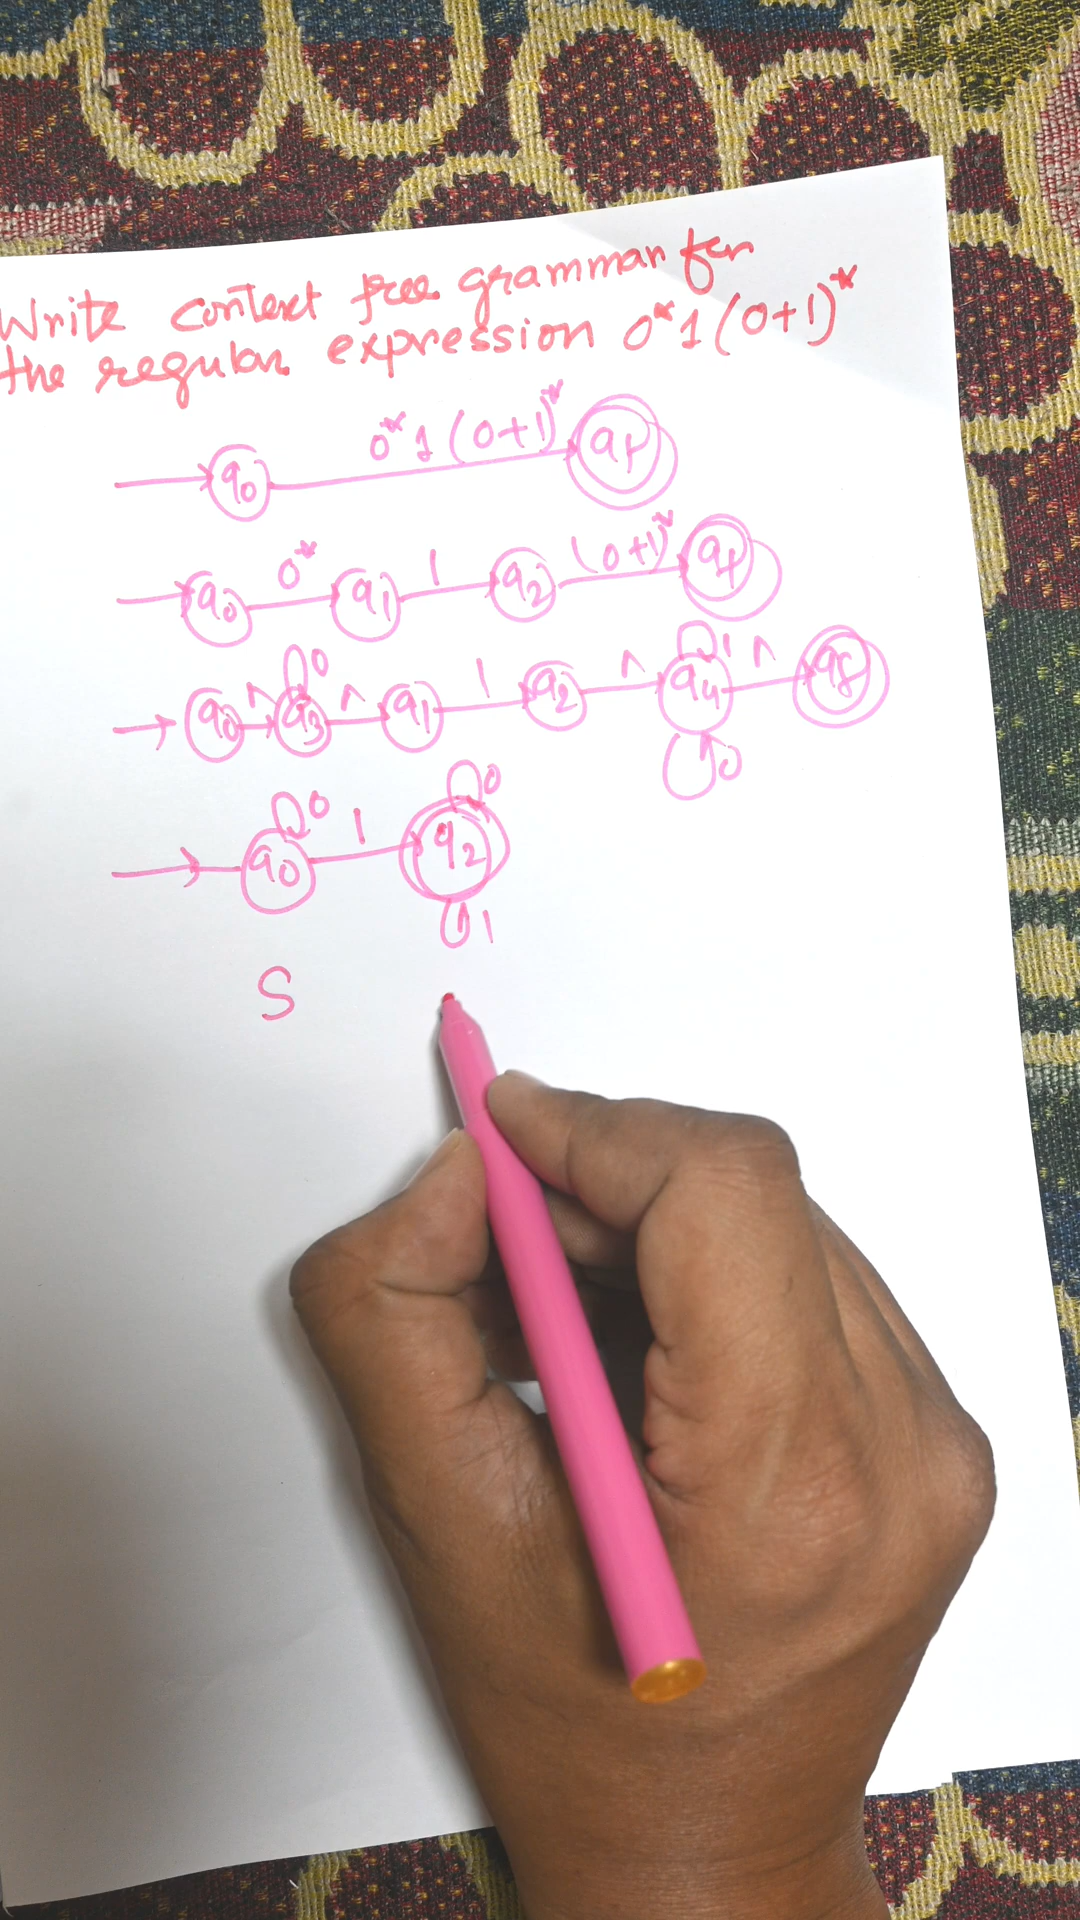 Write context free grammar for
the regular expression 0*1(0+1)*
q0 0*1(0+1)* qf
q0 0* q1 1 q2 (0+1)* qf
q0 ^ q3 0 ^ q1 1 q2 ^ q4 1 0 ^ qf
q0 0 1 q2 0 1
S